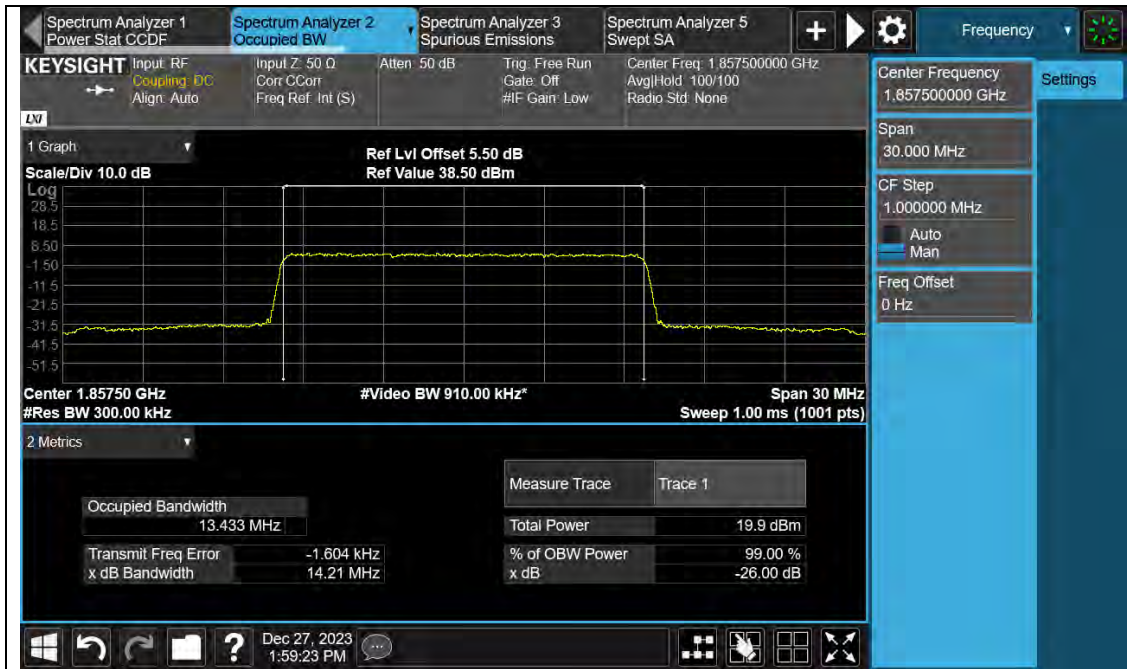 Spectrum Analyzer 1
Power Stat CCDF
Spectrum Analyzer 2
Occupied BW
Spectrum Analyzer 3
Spurious Emissions
Spectrum Analyzer 5
Swept SA
+
Frequency
KEYSIGHT
Input: RF
Coupling: DC
Align: Auto
Input Z: 50 Ω
Corr CCorr
Freq Ref: Int (S)
Atten: 50 dB
Trig: Free Run
Gate: Off
#IF Gain: Low
Center Freq: 1.857500000 GHz
Avg|Hold: 100/100
Radio Std: None
LXI
Center Frequency
1.857500000 GHz
Settings
Span
30.000 MHz
CF Step
1.000000 MHz
Auto
Man
Freq Offset
0 Hz
1 Graph
Scale/Div 10.0 dB
Ref Lvl Offset 5.50 dB
Ref Value 38.50 dBm
Log
28.5
18.5
8.50
-1.50
-11.5
-21.5
-31.5
-41.5
-51.5
Center 1.85750 GHz
#Res BW 300.00 kHz
#Video BW 910.00 kHz*
Span 30 MHz
Sweep 1.00 ms (1001 pts)
2 Metrics
Measure Trace
Trace 1
Occupied Bandwidth
13.433 MHz
Total Power
19.9 dBm
Transmit Freq Error
-1.604 kHz
% of OBW Power
99.00 %
x dB Bandwidth
14.21 MHz
x dB
-26.00 dB
?
Dec 27, 2023
1:59:23 PM